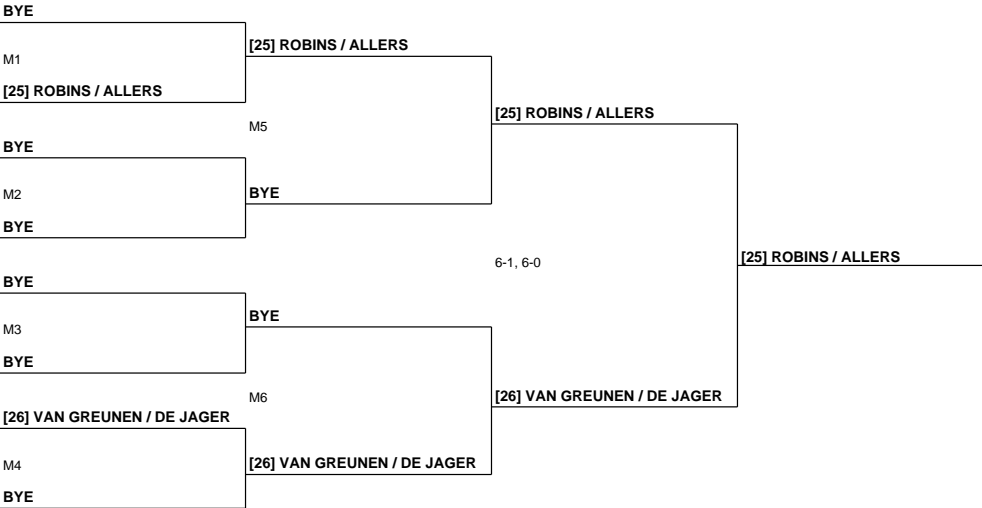 BYE
M1
[25] ROBINS / ALLERS
BYE
M2
BYE
BYE
M3
BYE
[26] VAN GREUNEN / DE JAGER
M4
BYE
[25] ROBINS / ALLERS
M5
BYE
BYE
M6
[26] VAN GREUNEN / DE JAGER
[25] ROBINS / ALLERS
6-1, 6-0
[26] VAN GREUNEN / DE JAGER
[25] ROBINS / ALLERS